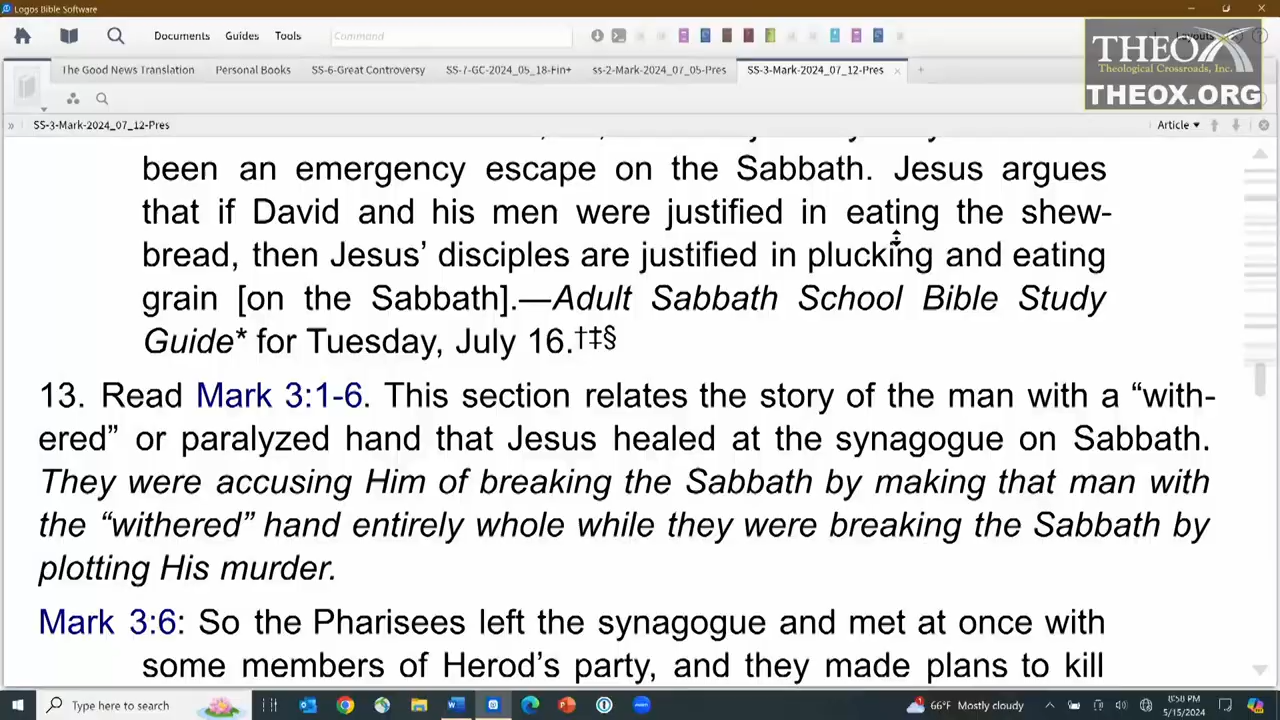 Logos Bible Software
Documents Guides Tools Command Layouts
THEOX
Theological Crossroads, Inc.
THEOX.ORG
The Good News Translation Personal Books SS-6-Great Controversy 05_18-Fin+ ss-2-Mark-2024_07_05-Pres SS-3-Mark-2024_07_12-Pres
SS-3-Mark-2024_07_12-Pres Article
been an emergency escape on the Sabbath. Jesus argues
that if David and his men were justified in eating the shew-
bread, then Jesus’ disciples are justified in plucking and eating
grain [on the Sabbath].—Adult Sabbath School Bible Study
Guide* for Tuesday, July 16.†‡§
13. Read Mark 3:1-6. This section relates the story of the man with a “with-
ered” or paralyzed hand that Jesus healed at the synagogue on Sabbath.
They were accusing Him of breaking the Sabbath by making that man with
the “withered” hand entirely whole while they were breaking the Sabbath by
plotting His murder.
Mark 3:6: So the Pharisees left the synagogue and met at once with
some members of Herod’s party, and they made plans to kill
Type here to search 66°F Mostly cloudy 8:58 PM
5/15/2024